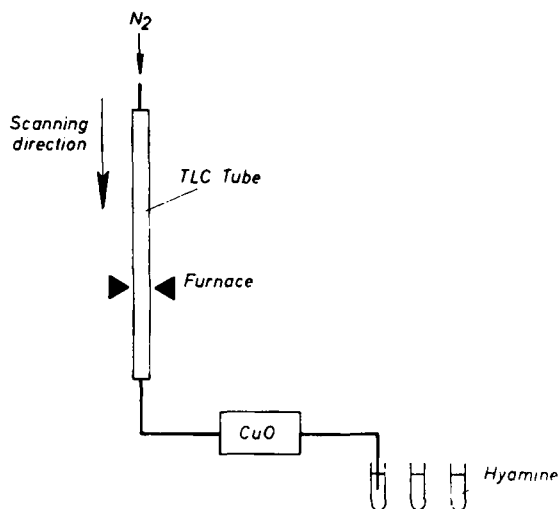 N2
Scanning
direction
TLC Tube
Furnace
CuO
Hyamine